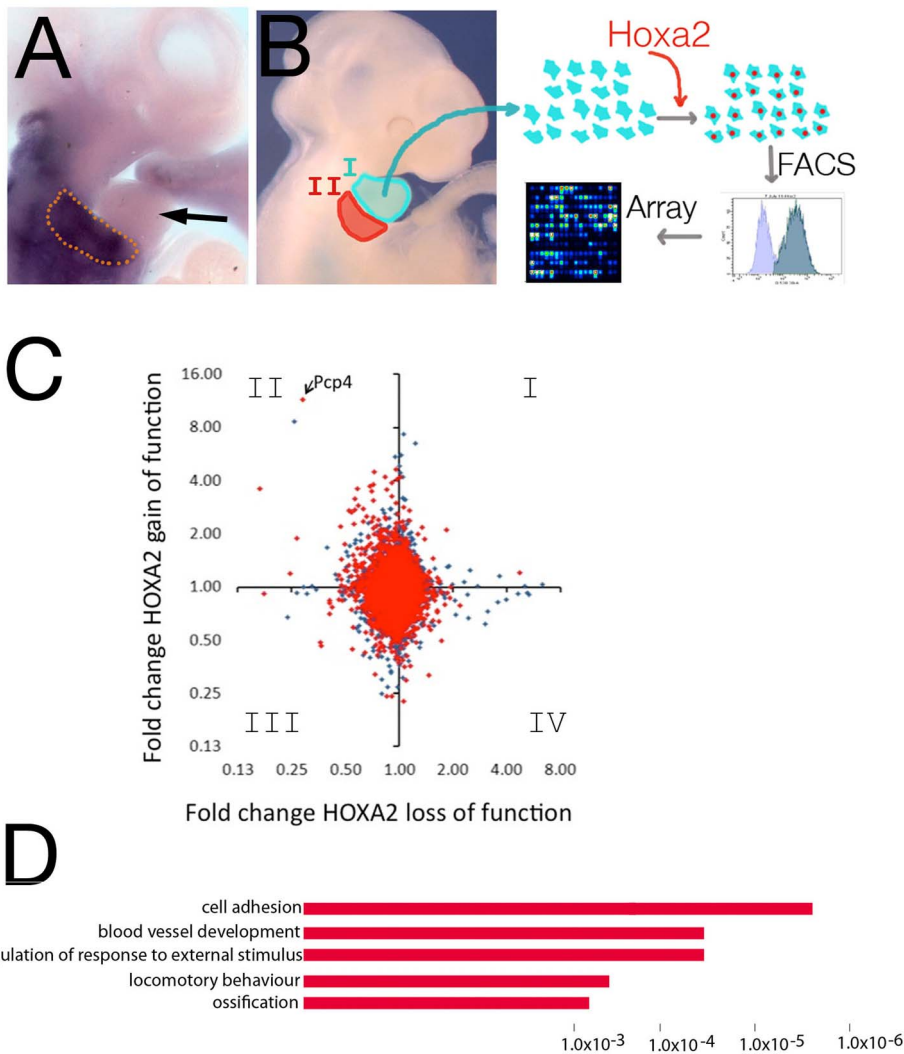 A
B
I
II
Hoxa2
FACS
Array
C
Fold change HOXA2 gain of function
16.00
8.00
4.00
2.00
1.00
0.50
0.25
0.13
II
Pcp4
I
III
IV
0.13 0.25 0.50 1.00 2.00 4.00 8.00
Fold change HOXA2 loss of function
D
cell adhesion
blood vessel development
ulation of response to external stimulus
locomotory behaviour
ossification
1.0x10-3 1.0x10-4 1.0x10-5 1.0x10-6